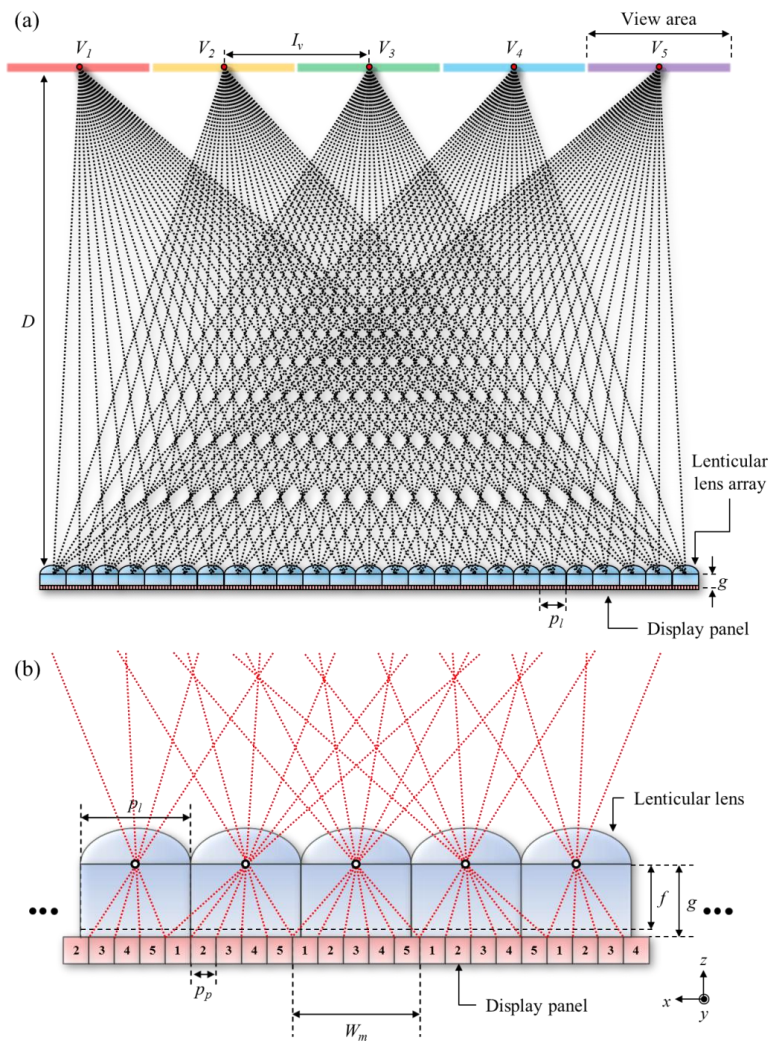 (a)
View area
V1 V2 Iv V3 V4 V5
D
Lenticular
lens array
g
pl
Display panel
(b)
pl
Lenticular lens
f
g
2 3 4 5 1 2 3 4 5 1 2 3 4 5 1 2 3 4 5 1 2 3 4
pp
Display panel
Wm
z
x
y